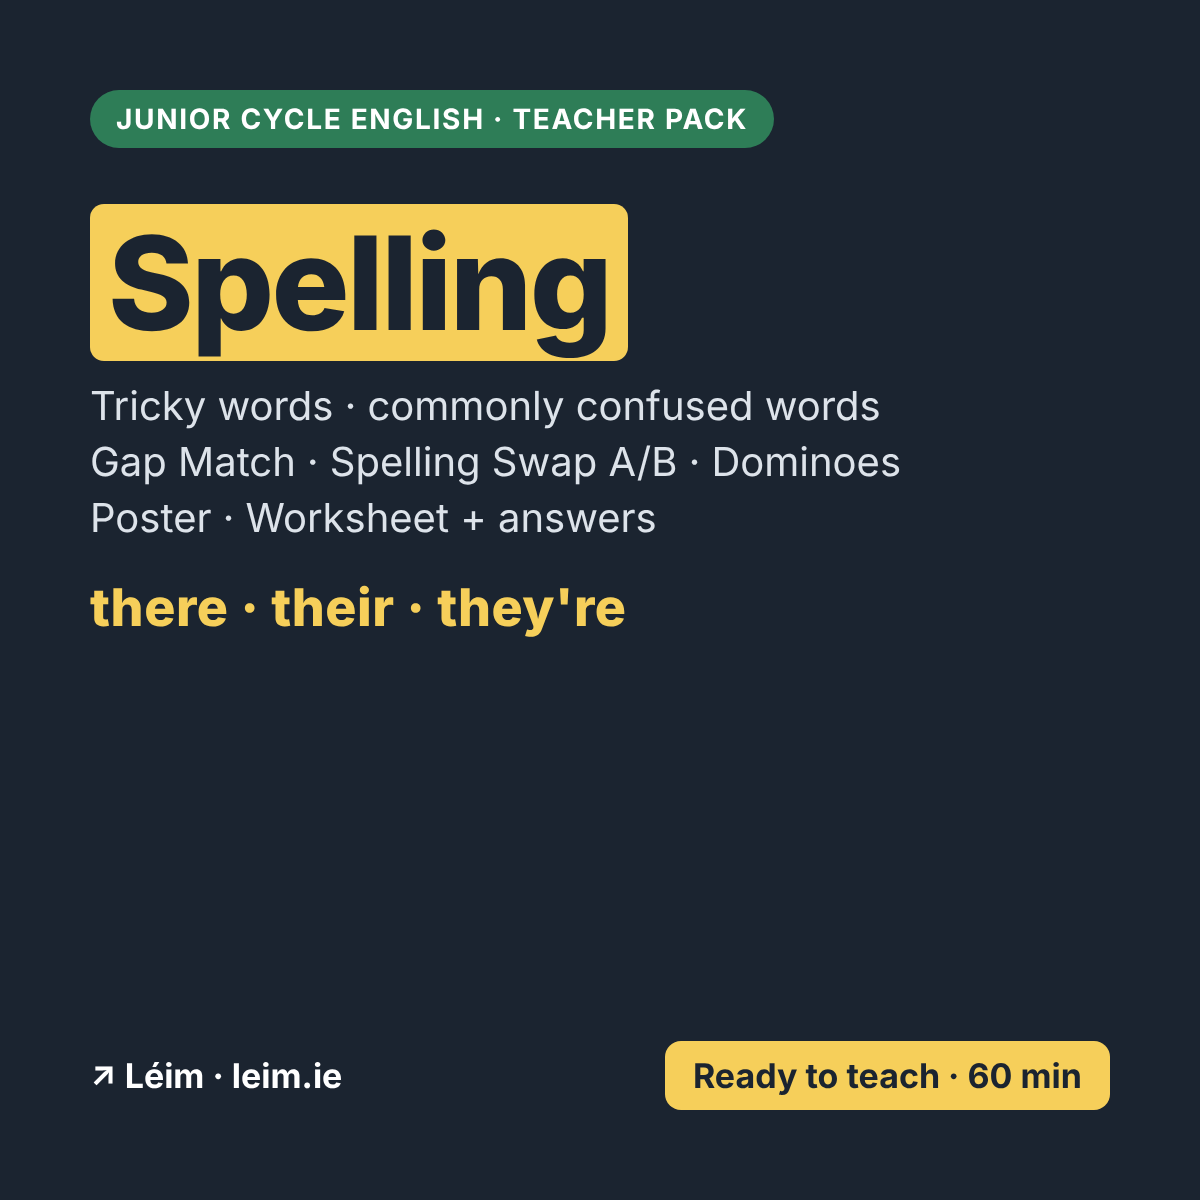 JUNIOR CYCLE ENGLISH · TEACHER PACK
Spelling
Tricky words · commonly confused words
Gap Match · Spelling Swap A/B · Dominoes
Poster · Worksheet + answers
there · their · they're
↗ Léim · leim.ie
Ready to teach · 60 min